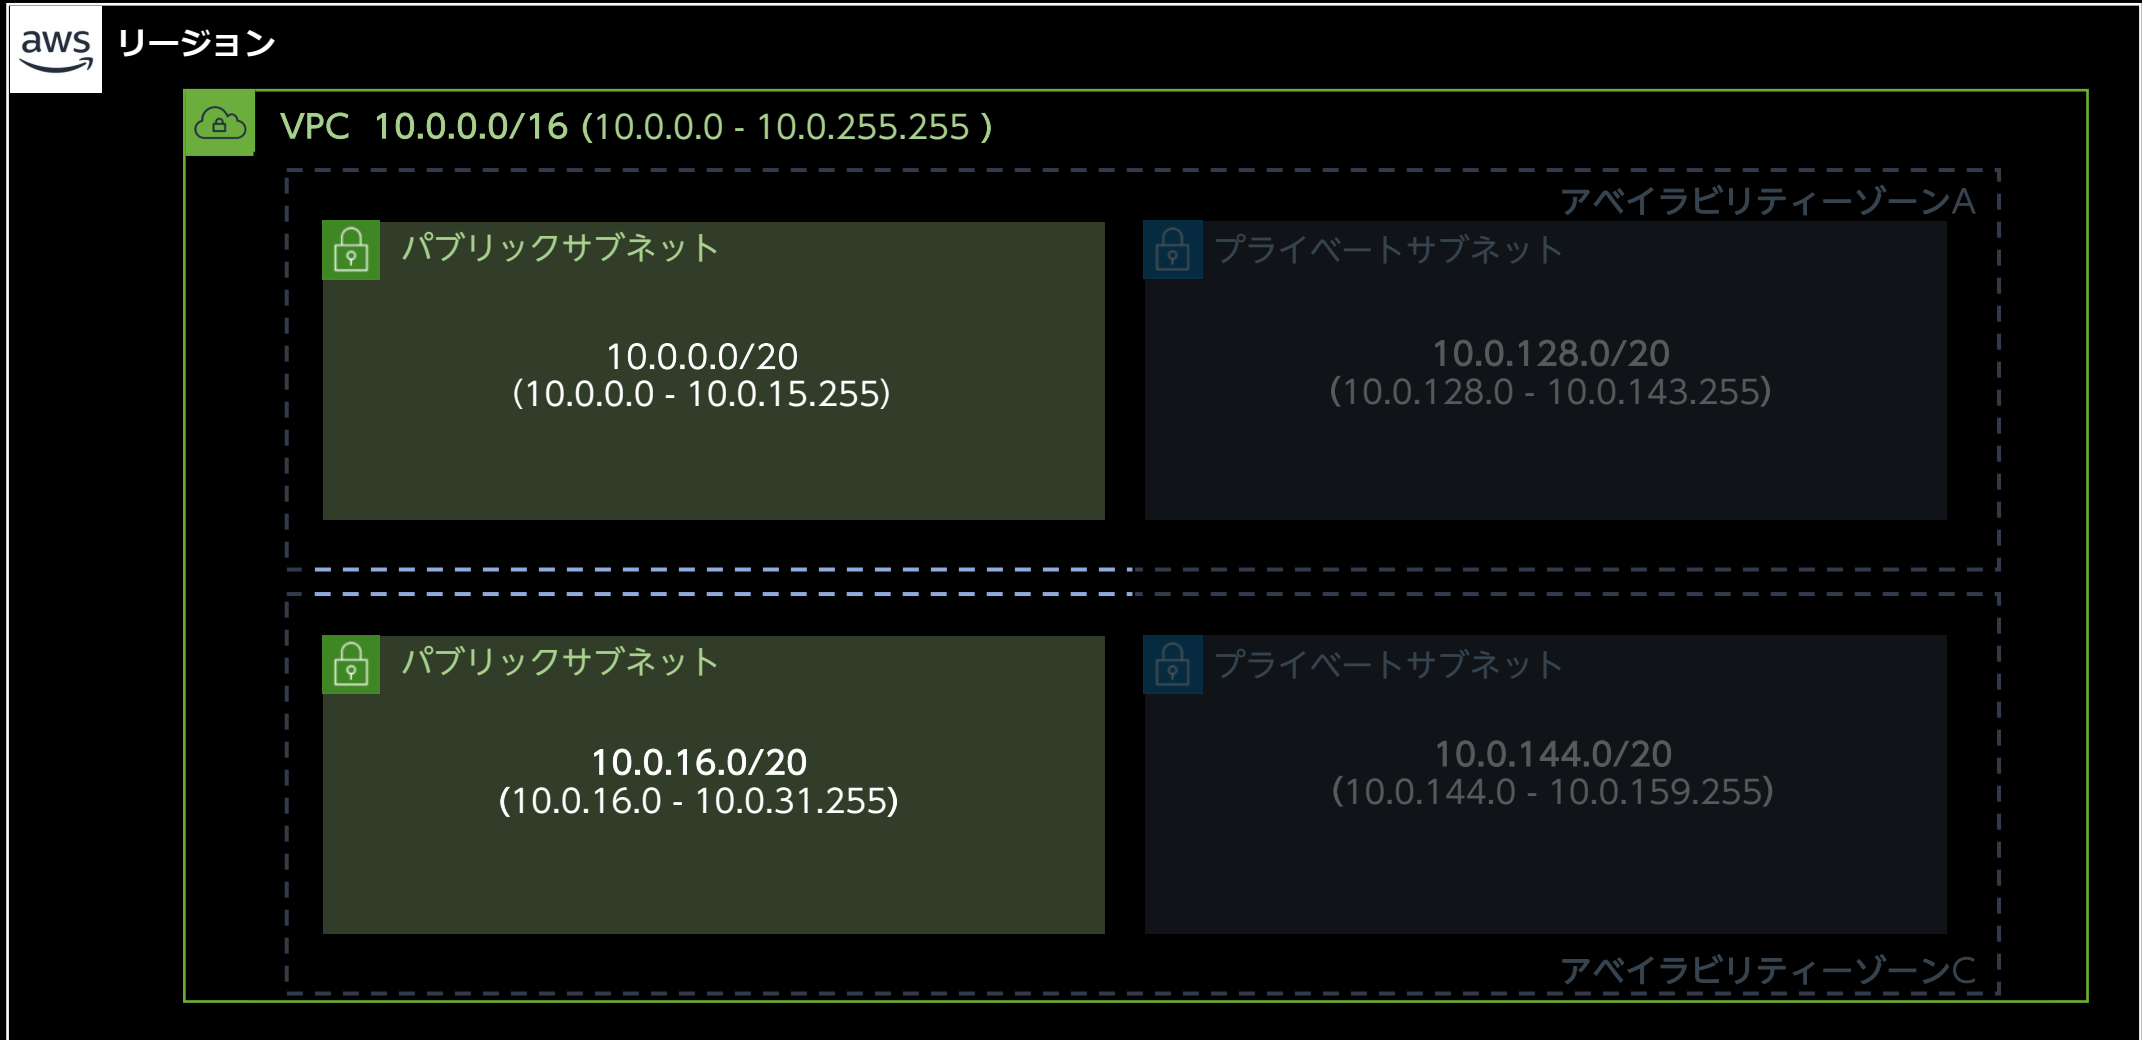 aws
リージョン
VPC 10.0.0.0/16 (10.0.0.0 - 10.0.255.255 )
アベイラビリティーゾーンA
パブリックサブネット
10.0.0.0/20
(10.0.0.0 - 10.0.15.255)
プライベートサブネット
10.0.128.0/20
(10.0.128.0 - 10.0.143.255)
パブリックサブネット
10.0.16.0/20
(10.0.16.0 - 10.0.31.255)
プライベートサブネット
10.0.144.0/20
(10.0.144.0 - 10.0.159.255)
アベイラビリティーゾーンC